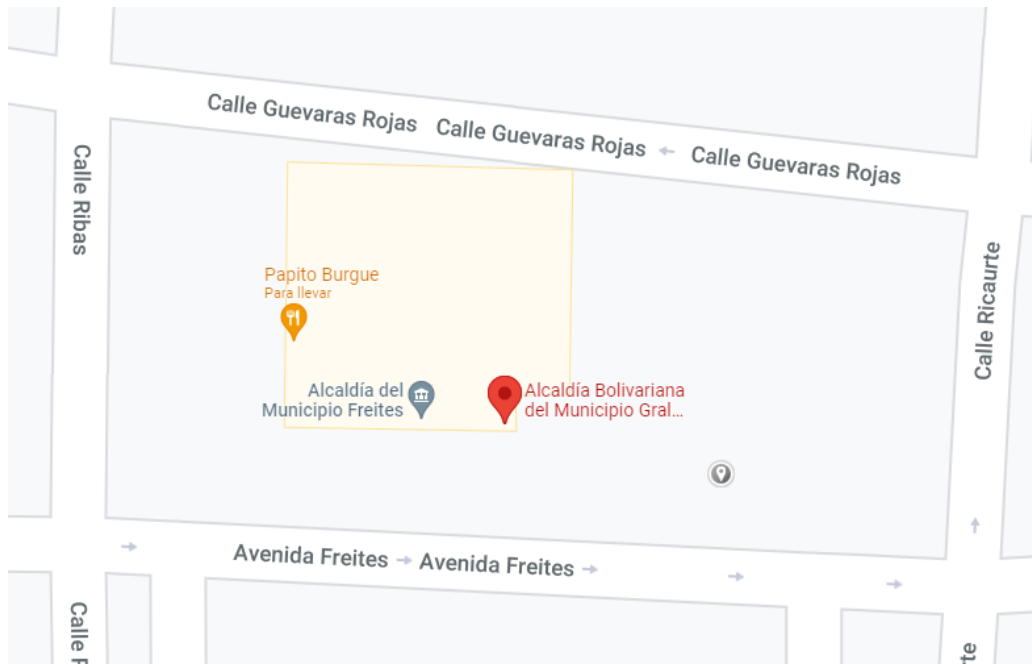 Calle Guevaras Rojas
Calle Guevaras Rojas
Calle Guevaras Rojas
Calle Ribas
Calle Ricaurte
Papito Burgue
Para llevar
Alcaldía del
Municipio Freites
Alcaldía Bolivariana
del Municipio Gral...
Avenida Freites
Avenida Freites
Calle